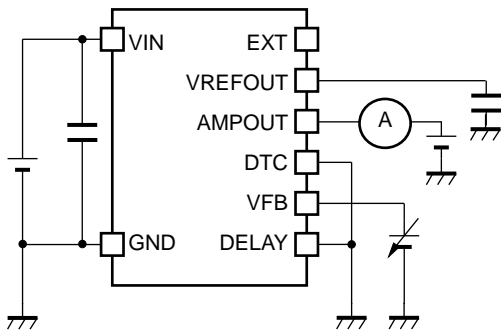 VIN
EXT
VREFOUT
AMPOUT
A
DTC
VFB
GND
DELAY